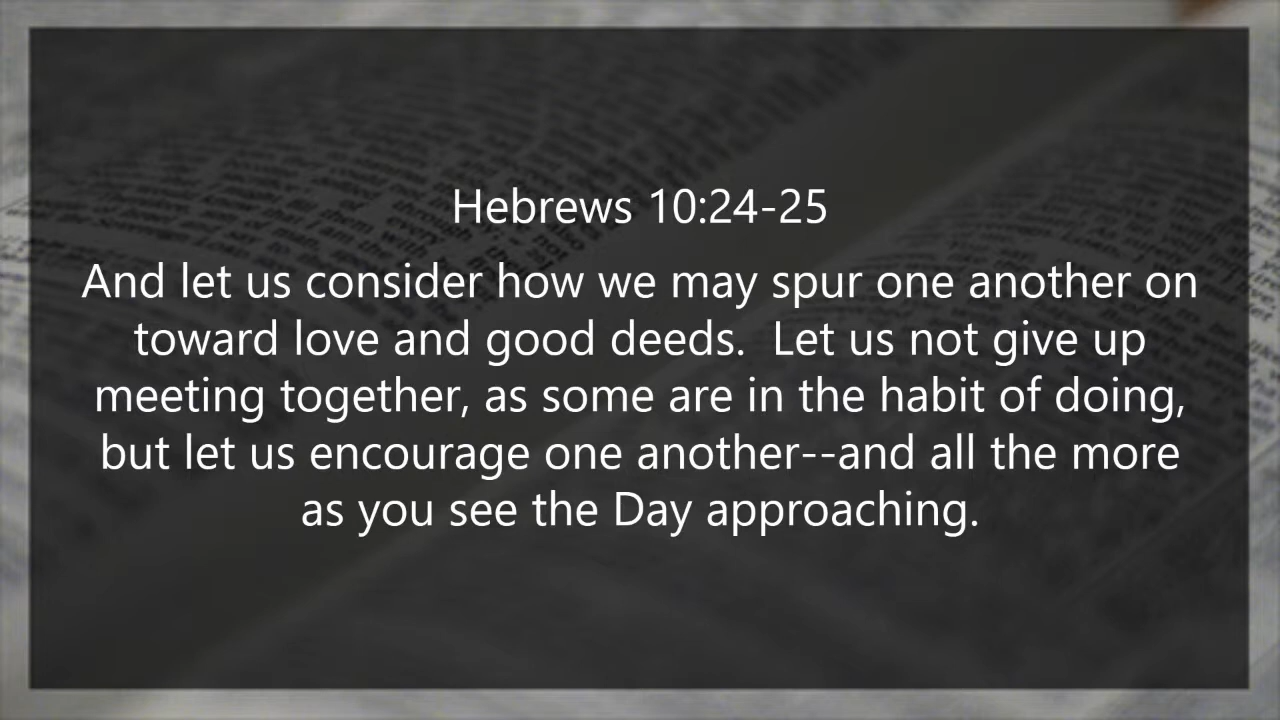 Hebrews 10:24-25
And let us consider how we may spur one another on
toward love and good deeds.  Let us not give up
meeting together, as some are in the habit of doing,
but let us encourage one another--and all the more
as you see the Day approaching.